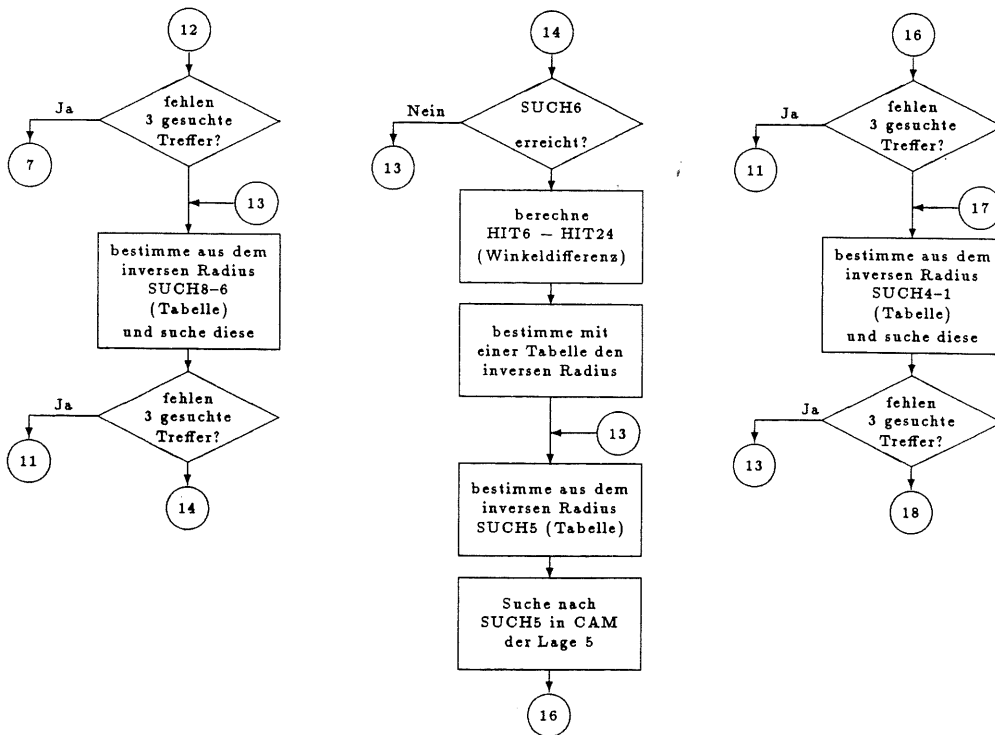 12
fehlen
3 gesuchte
Treffer?
Ja
7
13
bestimme aus dem
inversen Radius
SUCH8-6
(Tabelle)
und suche diese
fehlen
3 gesuchte
Treffer?
Ja
11
14
14
SUCH6
erreicht?
Nein
13
berechne
HIT6 − HIT24
(Winkeldifferenz)
bestimme mit
einer Tabelle den
inversen Radius
13
bestimme aus dem
inversen Radius
SUCH5 (Tabelle)
Suche nach
SUCH5 in CAM
der Lage 5
16
16
fehlen
3 gesuchte
Treffer?
Ja
11
17
bestimme aus dem
inversen Radius
SUCH4-1
(Tabelle)
und suche diese
fehlen
3 gesuchte
Treffer?
Ja
13
18